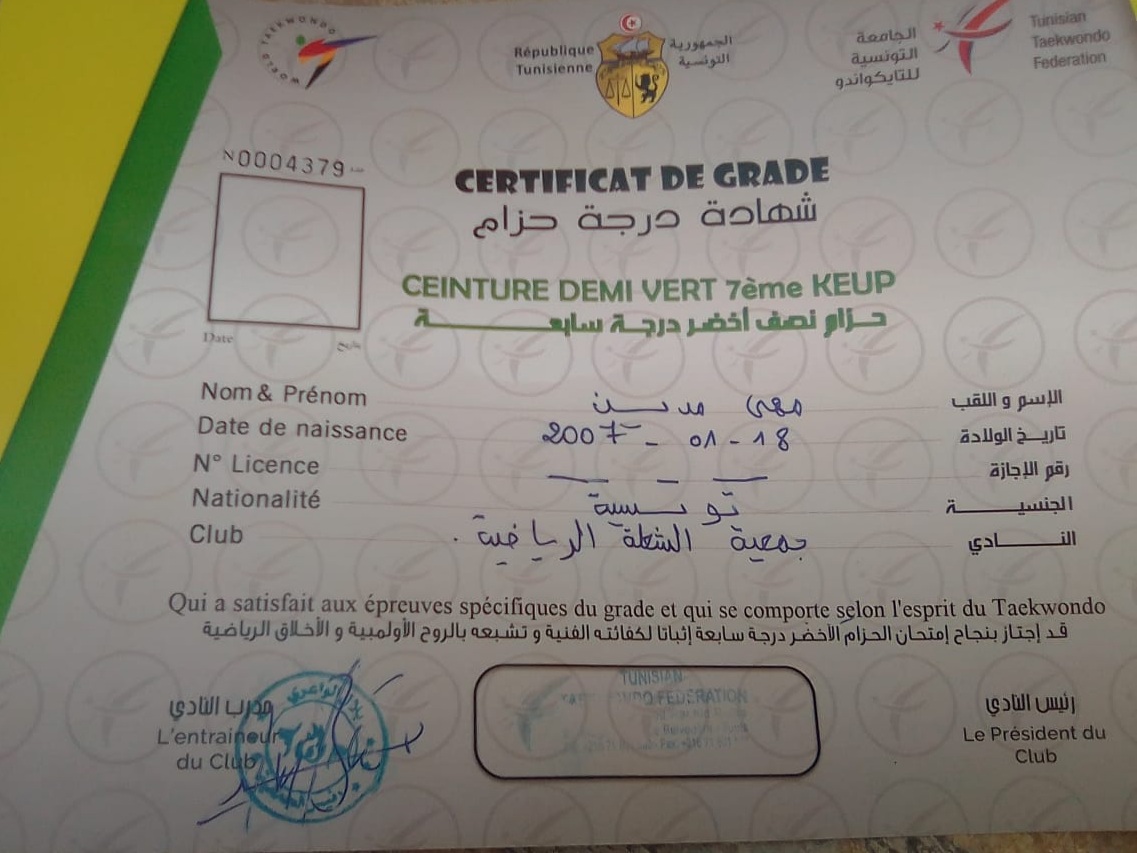 WORLD TAEKWONDO
République
Tunisienne
الجمهورية
التونسية
الجامعة
التونسية
للتايكواندو
Tunisian
Taekwondo
Federation
N0004379
CERTIFICAT DE GRADE
شهادة درجة حزام
CEINTURE DEMI VERT 7ème KEUP
حزام نصف أخضر درجة سابعة
Date تاريخ
Nom & Prénom مدين الإسم و اللقب
Date de naissance 2007 - 01 - 18 تاريخ الولادة
N° Licence — - — رقم الإجازة
Nationalité تونسية الجنسية
Club جمعية الشعلة الرياضية . النادي
Qui a satisfait aux épreuves spécifiques du grade et qui se comporte selon l'esprit du Taekwondo
قد إجتاز بنجاح إمتحان الحزام الأخضر درجة سابعة إثباتا لكفائته الفنية و تشبعه بالروح الأولمبية و الأخلاق الرياضية
مدرب النادي
L'entraineur
du Club
TUNISIAN
FEDERATION
رئيس النادي
Le Président du
Club